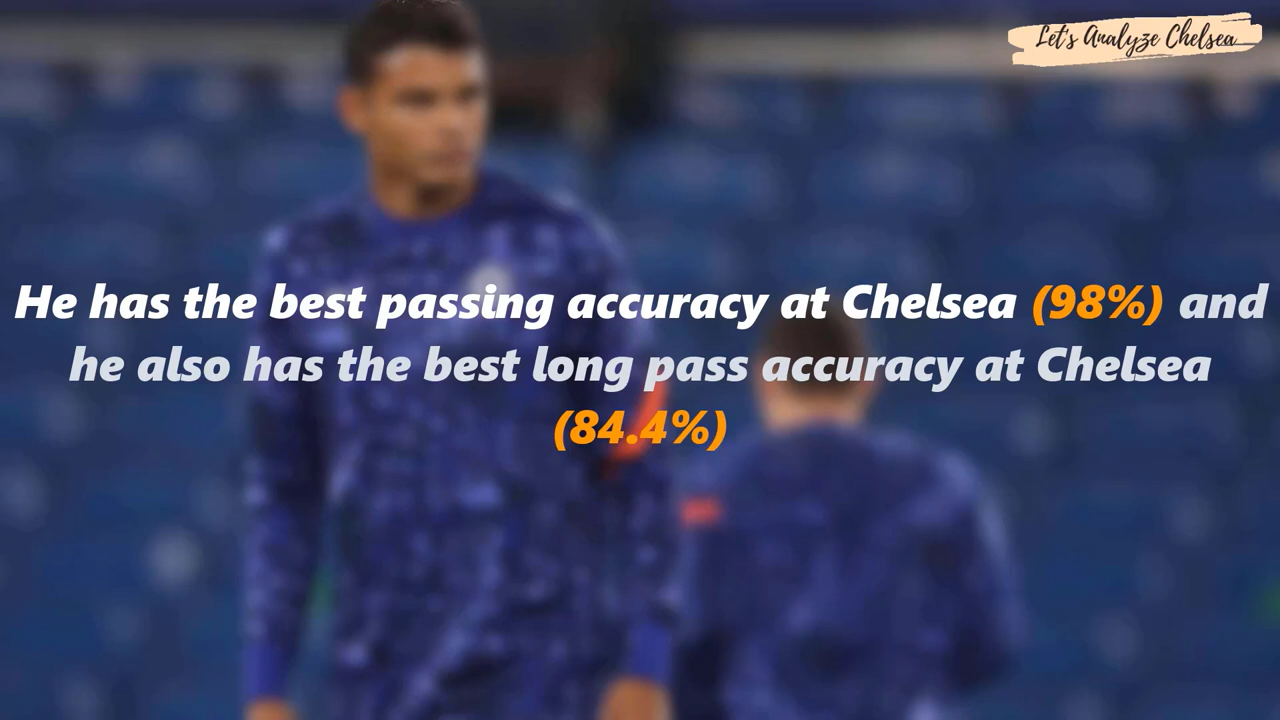 Let's Analyze Chelsea
He has the best passing accuracy at Chelsea (98%) and
he also has the best long pass accuracy at Chelsea
(84.4%)